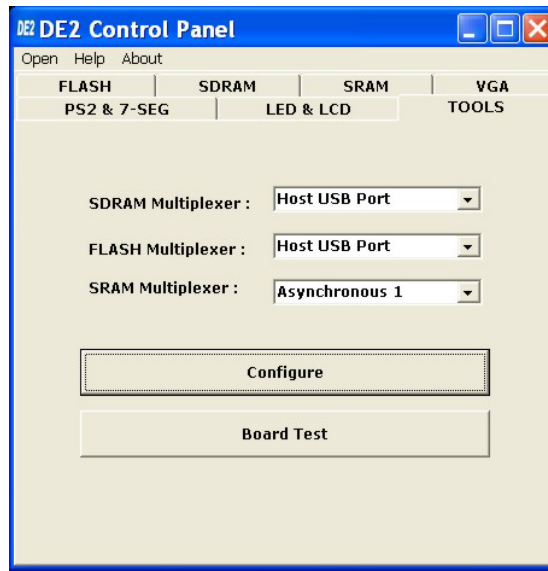 DE2 DE2 Control Panel
Open Help About
FLASH SDRAM SRAM VGA
PS2 & 7-SEG LED & LCD TOOLS
SDRAM Multiplexer : Host USB Port
FLASH Multiplexer : Host USB Port
SRAM Multiplexer : Asynchronous 1
Configure
Board Test